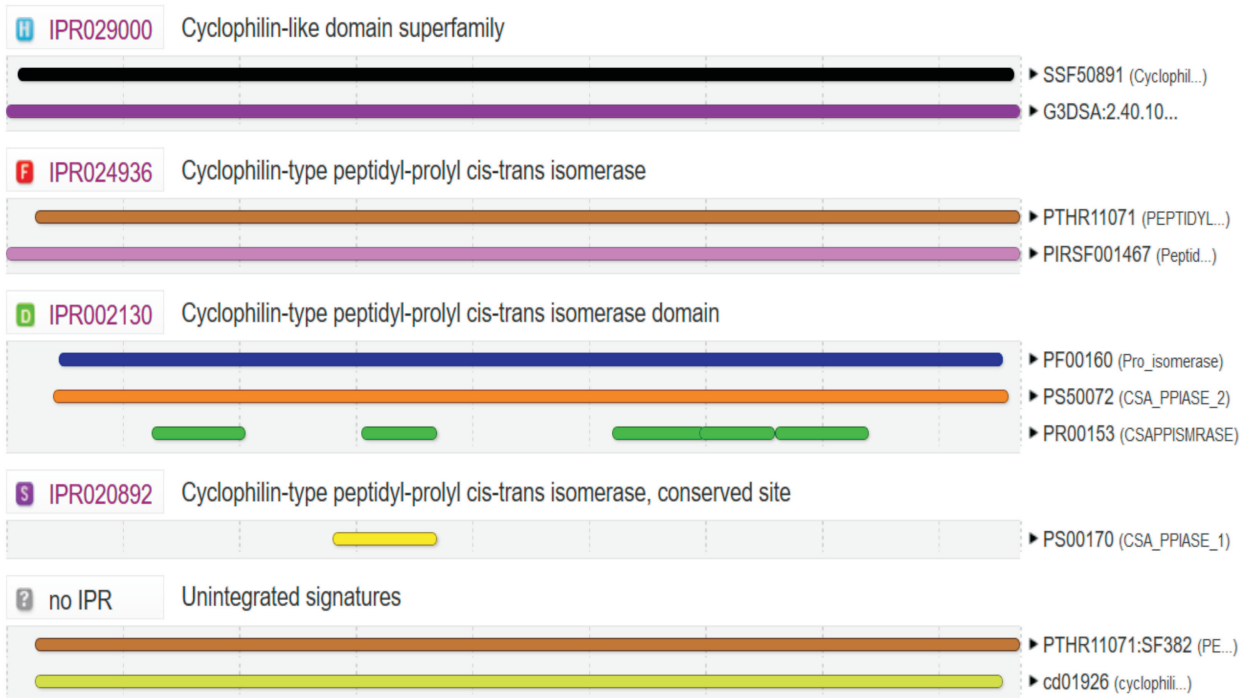 H IPR029000 Cyclophilin-like domain superfamily
SSF50891 (Cyclophil...)
G3DSA:2.40.10...
F IPR024936 Cyclophilin-type peptidyl-prolyl cis-trans isomerase
PTHR11071 (PEPTIDYL...)
PIRSF001467 (Peptid...)
D IPR002130 Cyclophilin-type peptidyl-prolyl cis-trans isomerase domain
PF00160 (Pro_isomerase)
PS50072 (CSA_PPIASE_2)
PR00153 (CSAPPISMRASE)
S IPR020892 Cyclophilin-type peptidyl-prolyl cis-trans isomerase, conserved site
PS00170 (CSA_PPIASE_1)
? no IPR Unintegrated signatures
PTHR11071:SF382 (PE...)
cd01926 (cyclophili...)